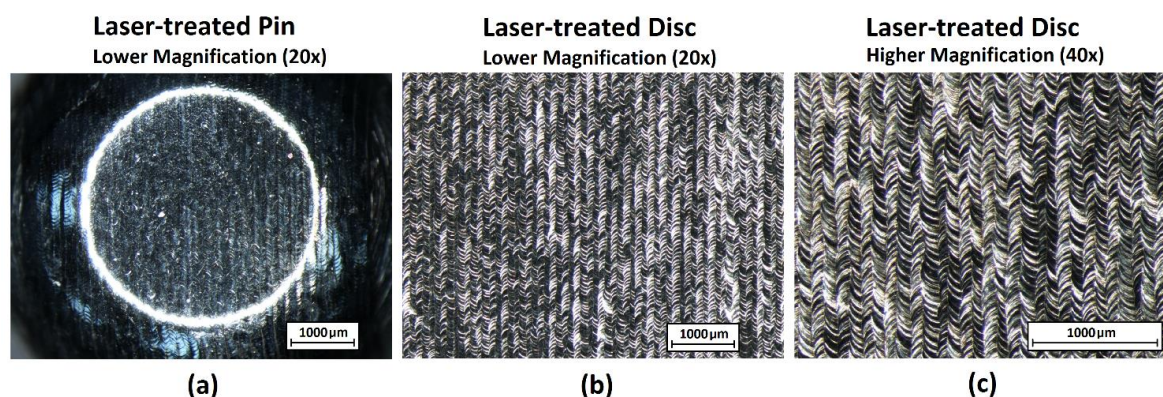 Laser-treated Pin
Lower Magnification (20x)
Laser-treated Disc
Lower Magnification (20x)
Laser-treated Disc
Higher Magnification (40x)
1000µm
1000µm
1000µm
(a)
(b)
(c)